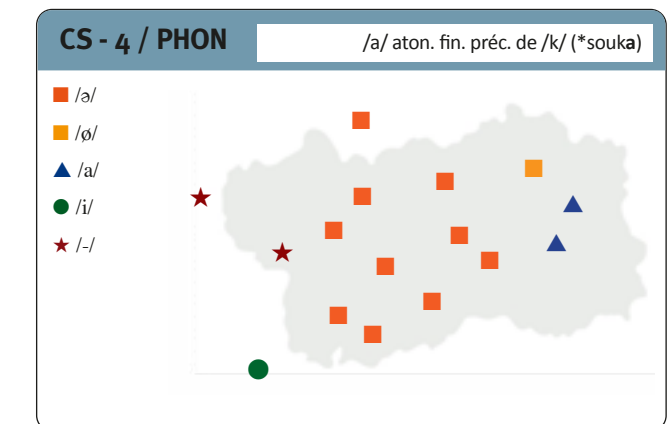 CS - 4 / PHON
/a/ aton. fin. préc. de /k/ (*souka)
/ə/
/ø/
/a/
/i/
/-/